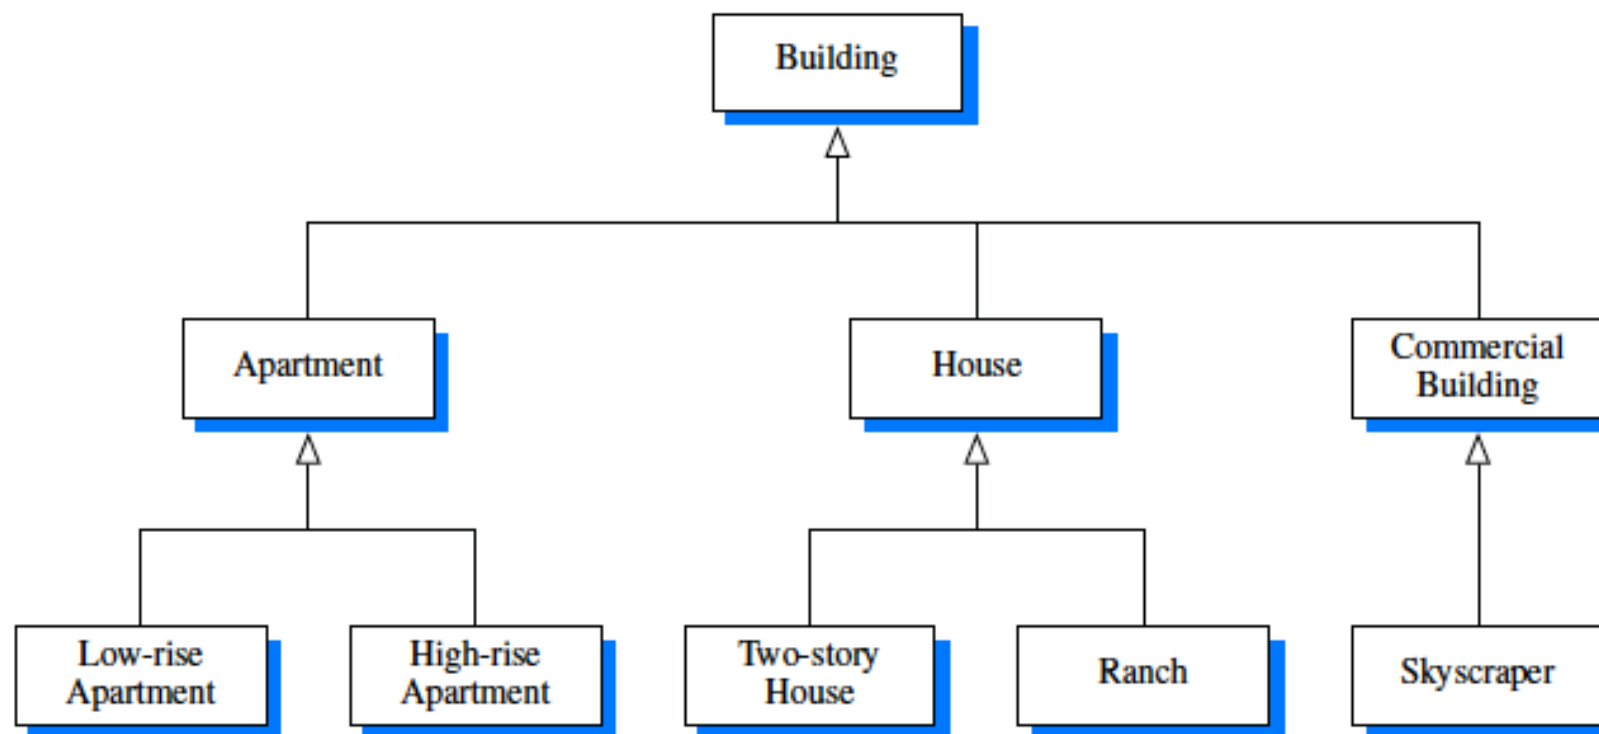 Building
Apartment
House
Commercial
Building
Low-rise
Apartment
High-rise
Apartment
Two-story
House
Ranch
Skyscraper